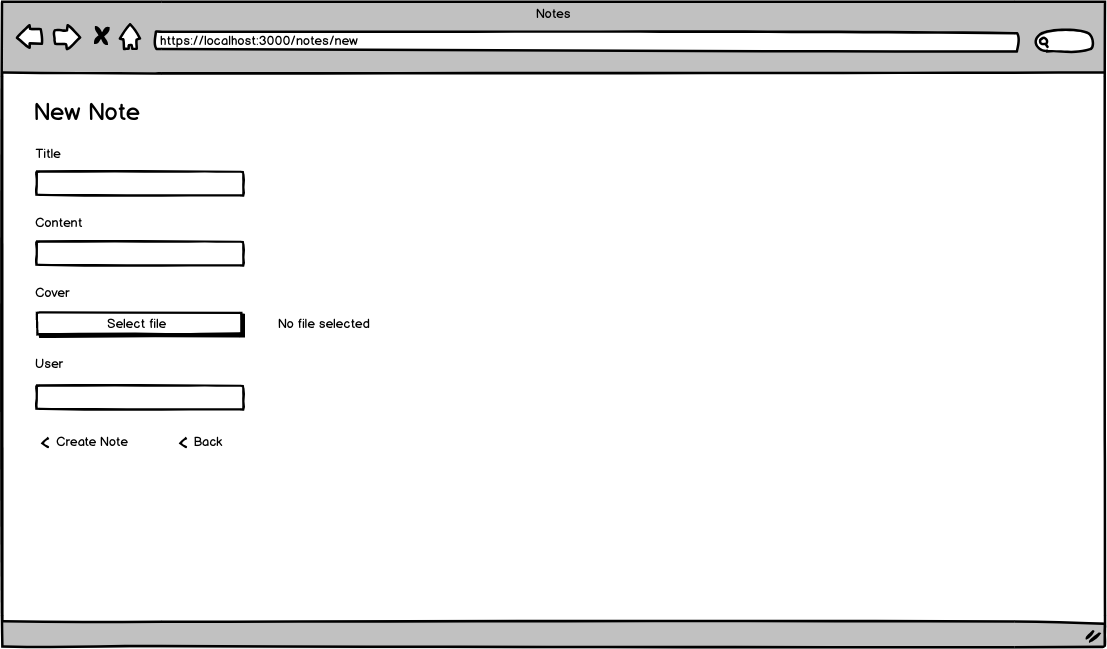 Notes
https://localhost:3000/notes/new
New Note
Title
Content
Cover
Select file No file selected
User
Create Note Back